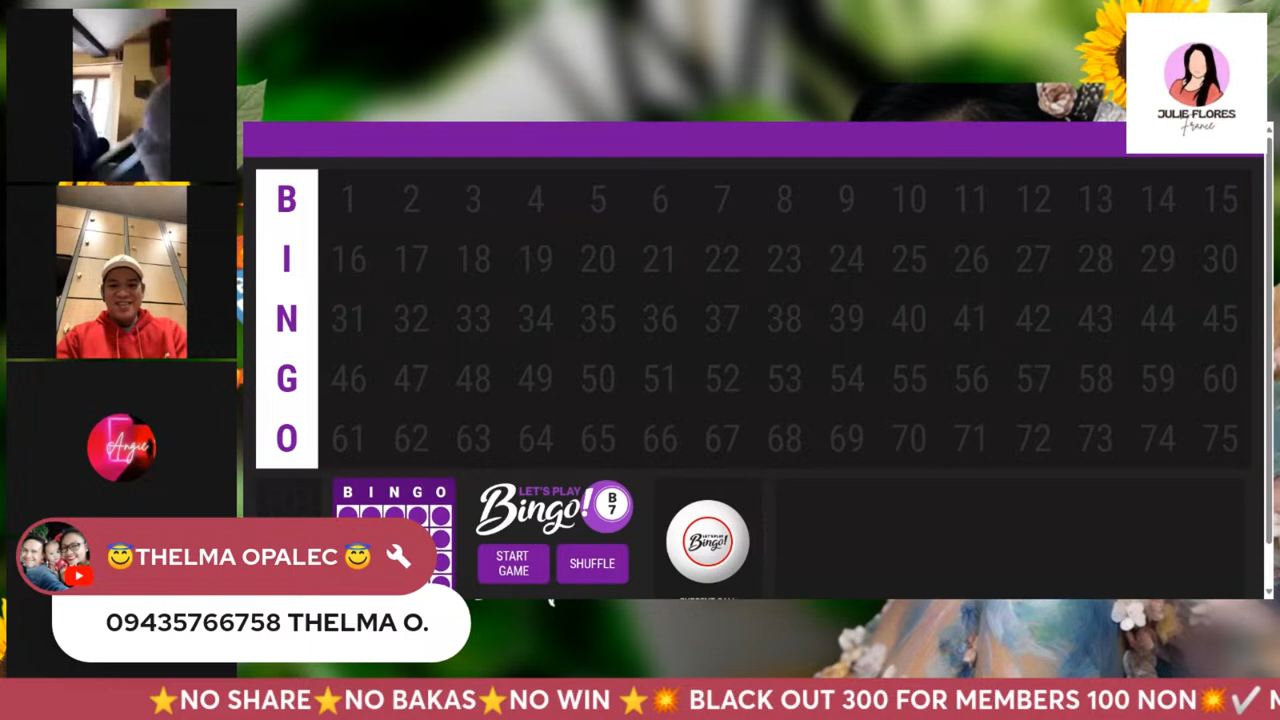 JULIE FLORES
France
B 1 2 3 4 5 6 7 8 9 10 11 12 13 14 15
I 16 17 18 19 20 21 22 23 24 25 26 27 28 29 30
N 31 32 33 34 35 36 37 38 39 40 41 42 43 44 45
G 46 47 48 49 50 51 52 53 54 55 56 57 58 59 60
O 61 62 63 64 65 66 67 68 69 70 71 72 73 74 75
Angie
B I N G O
LET'S PLAY
Bingo!
B
7
START
GAME
SHUFFLE
LET'S PLAY
Bingo!
😇THELMA OPALEC😇
09435766758 THELMA O.
⭐NO SHARE⭐NO BAKAS⭐NO WIN ⭐💥 BLACK OUT 300 FOR MEMBERS 100 NON💥✔